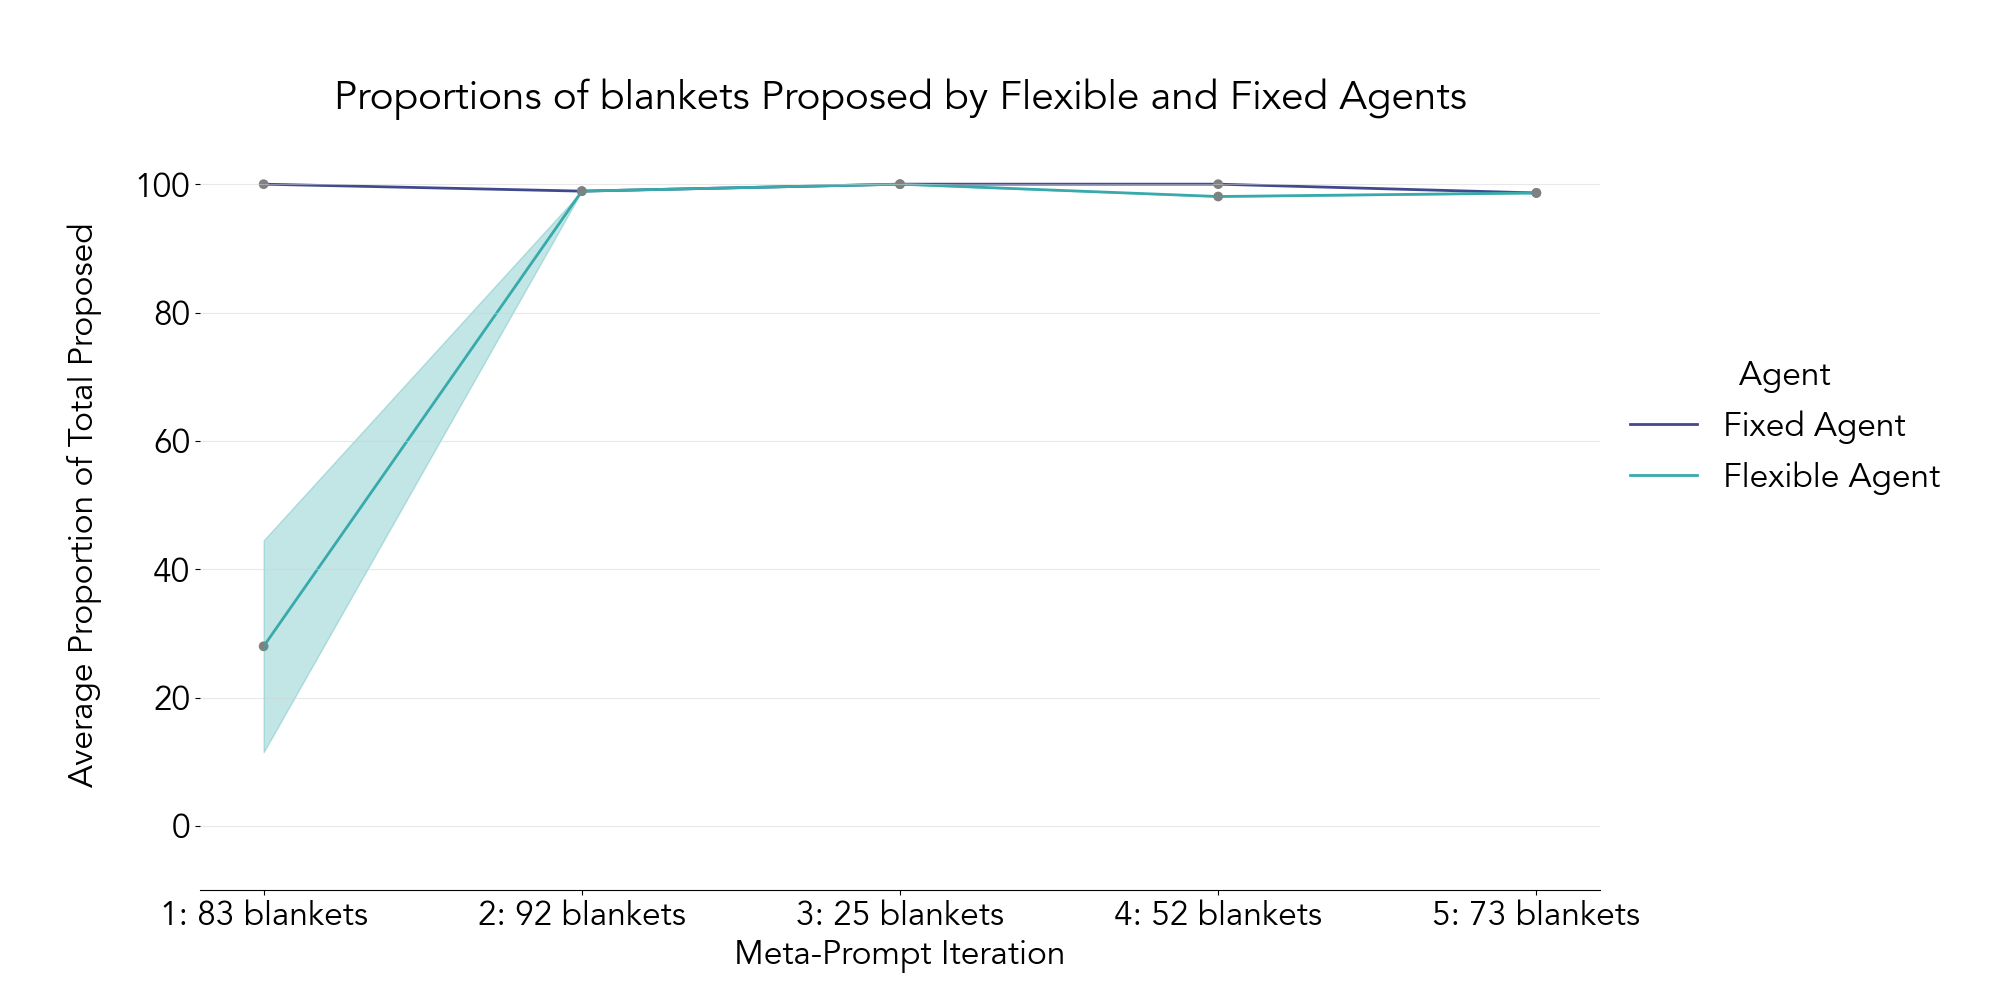 Proportions of blankets Proposed by Flexible and Fixed Agents
Average Proportion of Total Proposed
100
80
60
40
20
0
1: 83 blankets
2: 92 blankets
3: 25 blankets
4: 52 blankets
5: 73 blankets
Meta-Prompt Iteration
Agent
Fixed Agent
Flexible Agent